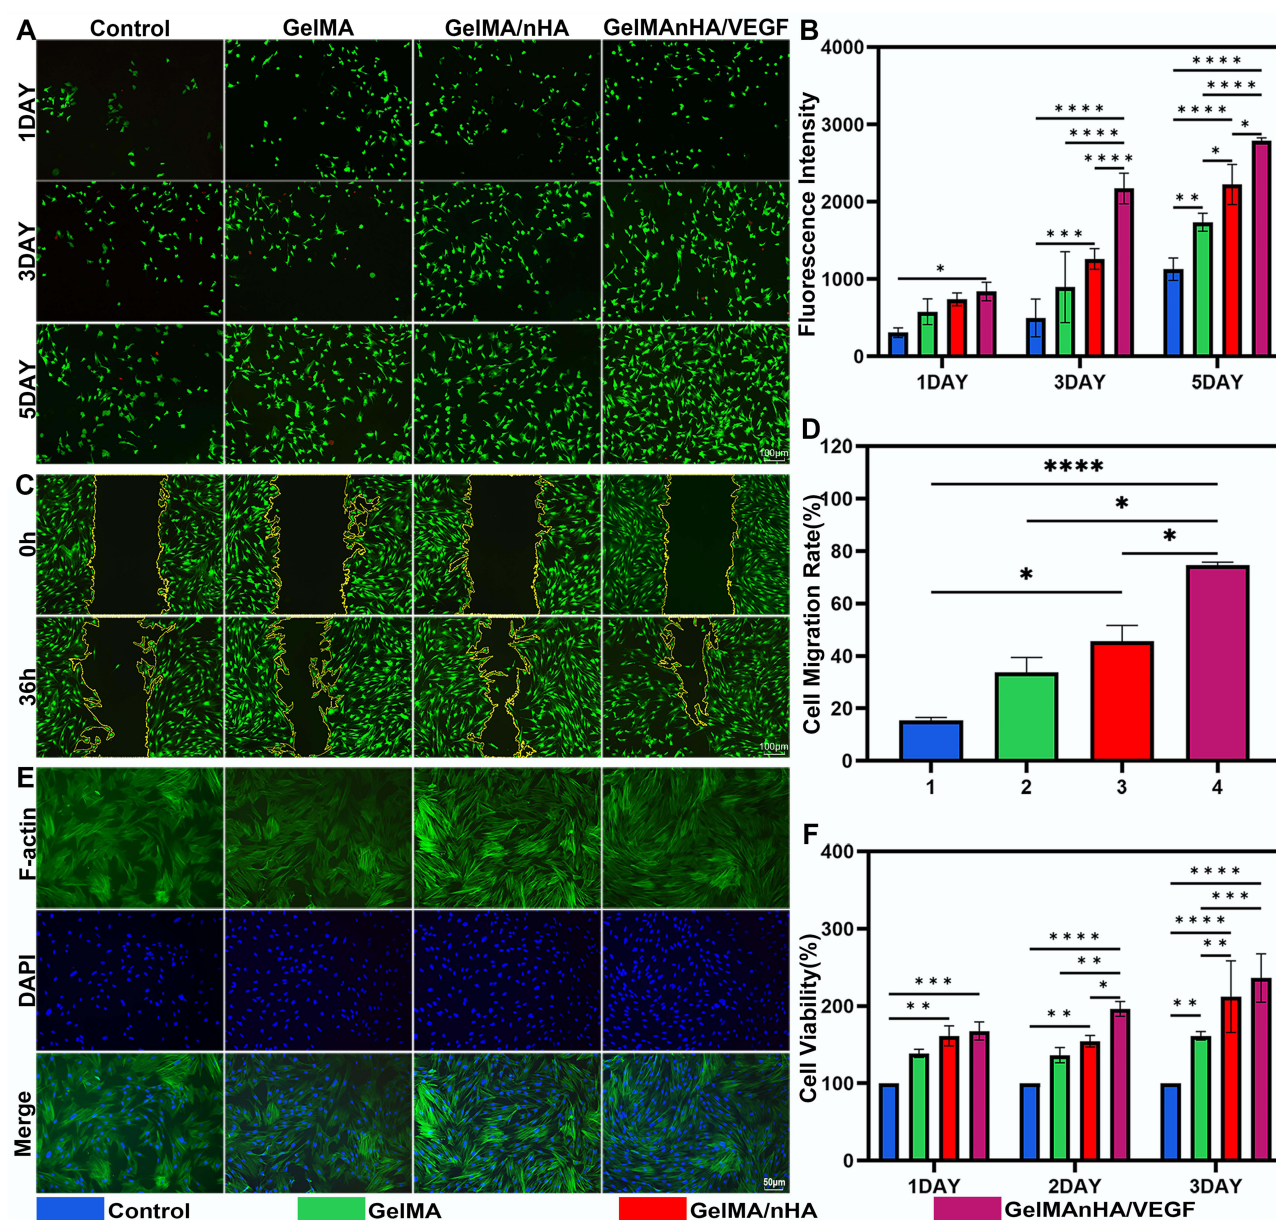 A
Control
GelMA
GelMA/nHA
GelMAnHA/VEGF
1DAY
3DAY
5DAY
100μm
B
Fluorescence Intensity
4000
3000
2000
1000
0
****
****
****
****
****
****
***
*
*
*
**
*
1DAY
3DAY
5DAY
C
0h
36h
100μm
D
Cell Migration Rate(%)
120
100
80
60
40
20
0
****
*
*
*
1
2
3
4
E
F-actin
DAPI
Merge
50μm
F
Cell Viability(%)
400
300
200
100
0
****
***
****
**
**
****
**
*
**
***
**
1DAY
2DAY
3DAY
Control
GelMA
GelMA/nHA
GelMAnHA/VEGF